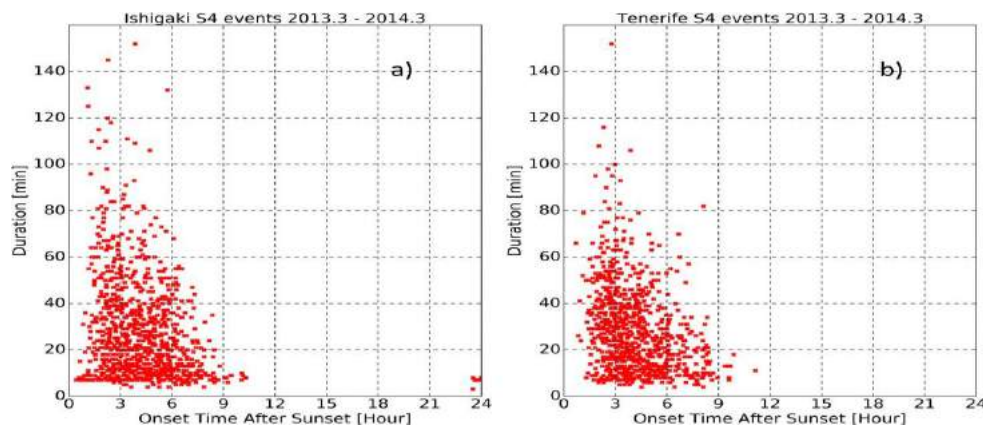 Ishigaki S4 events 2013.3 - 2014.3
a)
140
120
100
80
60
40
20
0
Duration [min]
0 3 6 9 12 15 18 21 24
Onset Time After Sunset [Hour]
Tenerife S4 events 2013.3 - 2014.3
b)
140
120
100
80
60
40
20
0
Duration [min]
0 3 6 9 12 15 18 21 24
Onset Time After Sunset [Hour]